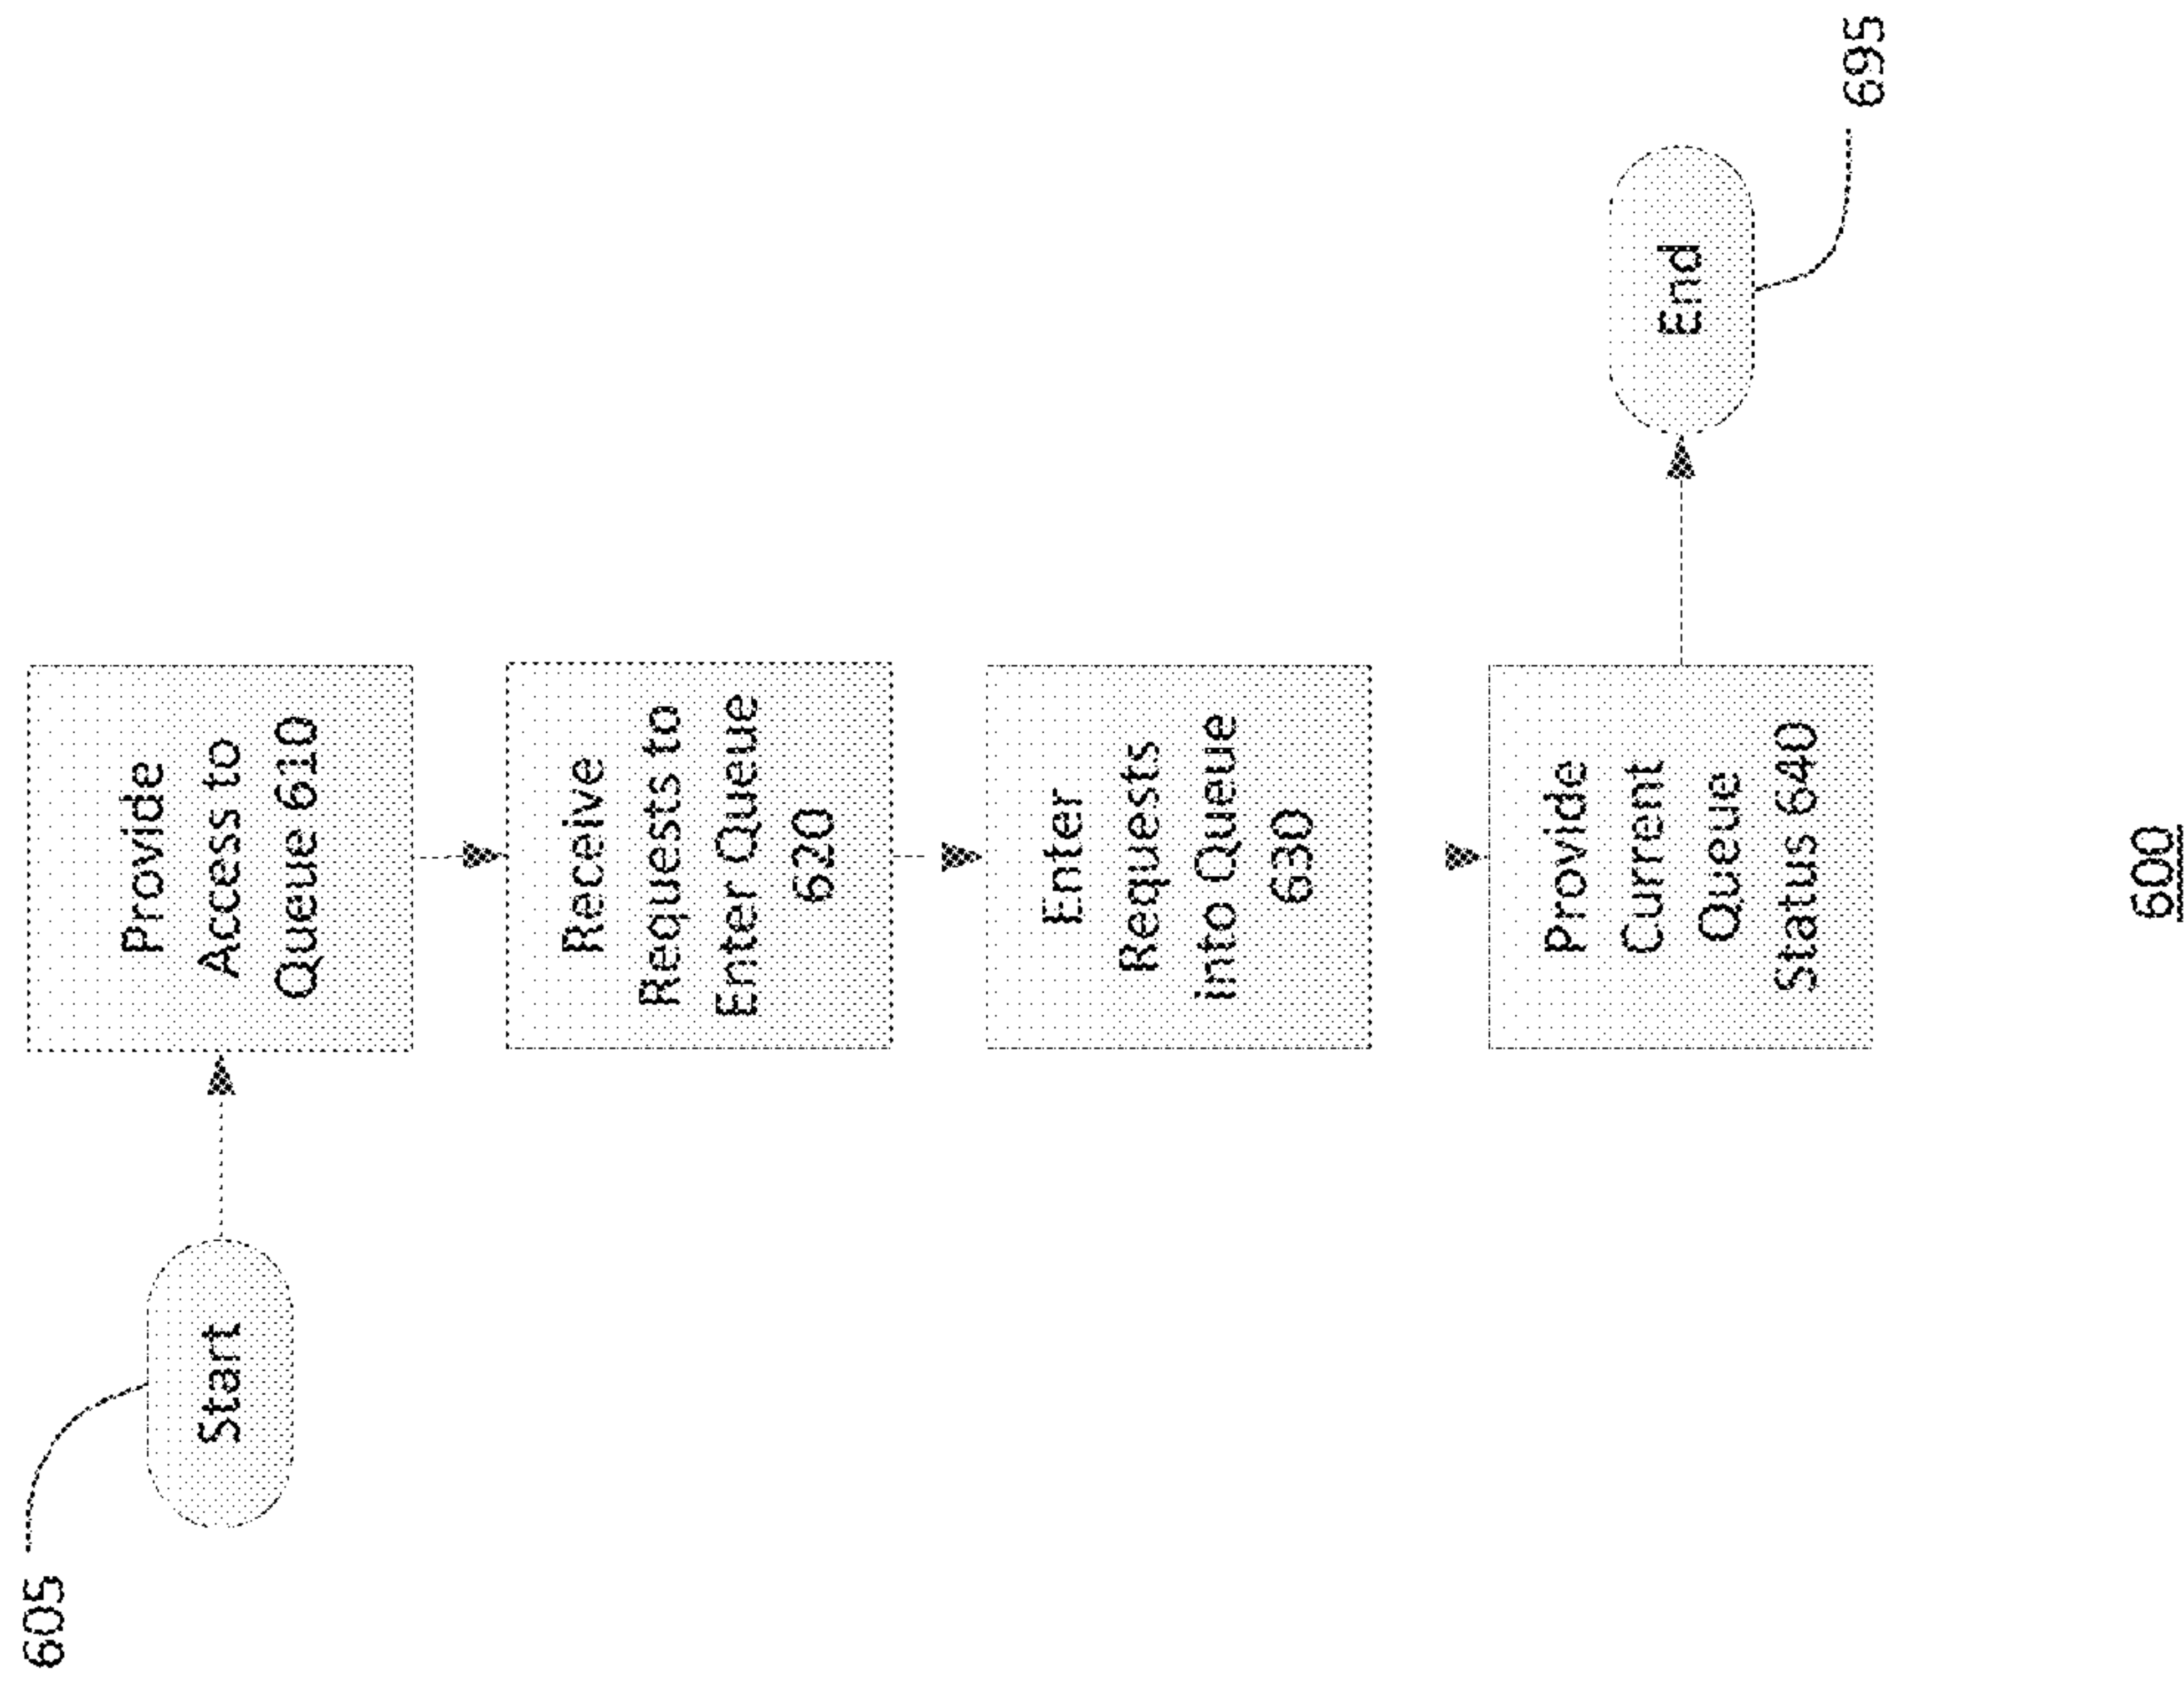 605
Start
Provide
Access to
Queue 610
Receive
Requests to
Enter Queue
620
Enter
Requests
into Queue
630
Provide
Current
Queue
Status 640
End
695
600